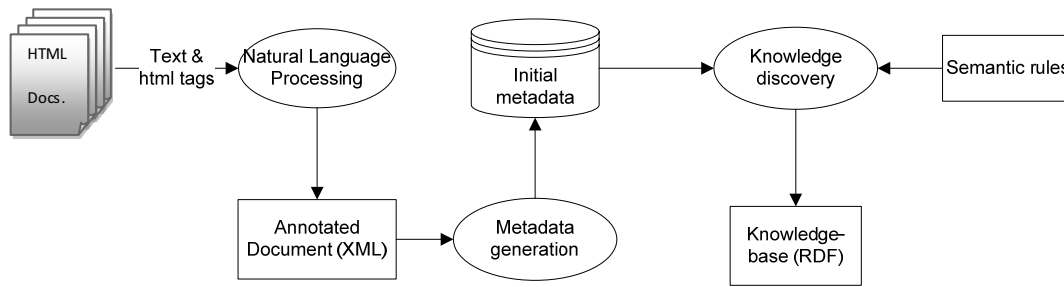 HTML
Docs.
Text &
html tags
Natural Language
Processing
Annotated
Document (XML)
Metadata
generation
Initial
metadata
Knowledge
discovery
Semantic rules
Knowledge-
base (RDF)